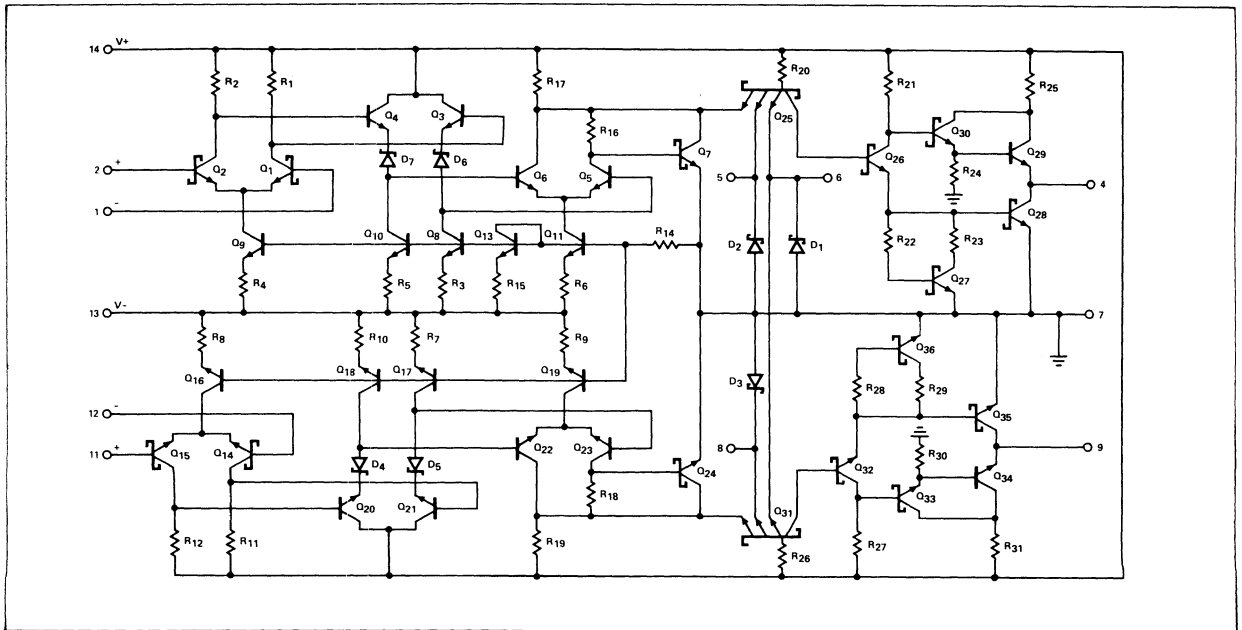 14 V+
R2
R1
R17
R20
R21
R25
Q4
Q3
Q30
R16
Q25
Q7
Q29
D7
D6
Q26
2 +
Q2
Q1
Q6
Q5
R24
5
6
4
1 -
Q28
Q9
Q10
Q8
Q13
Q11
R14
D2
D1
R22
R23
R4
R5
R3
R15
R6
Q27
13 V-
7
R8
R10
R7
R9
Q36
Q16
Q18
Q17
Q19
D3
R28
R29
12 -
Q35
11 +
Q15
Q14
Q22
Q23
8
9
R30
D4
D5
Q24
Q32
Q34
R18
Q31
Q33
Q20
Q21
R12
R11
R19
R26
R27
R31